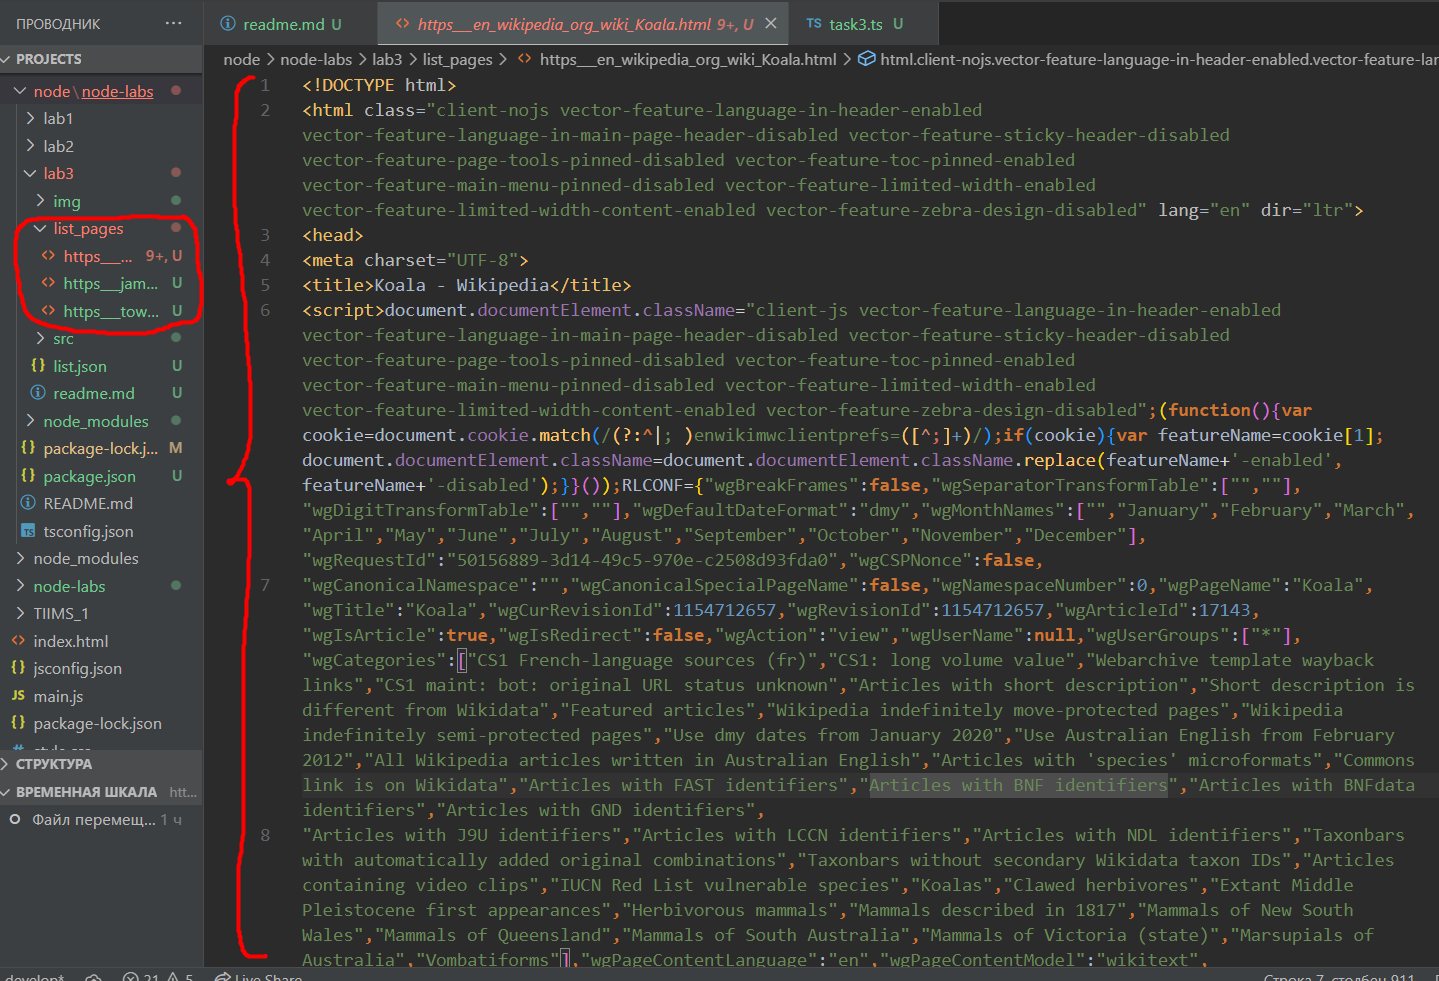 ПРОВОДНИК ...
PROJECTS
node\node-labs
lab1
lab2
lab3
img
list_pages
https___... 9+, U
https___jam... U
https___tow... U
src
list.json U
readme.md U
node_modules
package-lock.j... M
package.json U
README.md
tsconfig.json
node_modules
node-labs
TIIMS_1
index.html
jsconfig.json
main.js
package-lock.json
СТРУКТУРА
ВРЕМЕННАЯ ШКАЛА htt...
Файл перемещ... 1 ч
readme.md U
https___en_wikipedia_org_wiki_Koala.html 9+, U
TS task3.ts U
node > node-labs > lab3 > list_pages > https___en_wikipedia_org_wiki_Koala.html > html.client-nojs.vector-feature-language-in-header-enabled.vector-feature-lar
1 <!DOCTYPE html>
2 <html class="client-nojs vector-feature-language-in-header-enabled
vector-feature-language-in-main-page-header-disabled vector-feature-sticky-header-disabled
vector-feature-page-tools-pinned-disabled vector-feature-toc-pinned-enabled
vector-feature-main-menu-pinned-disabled vector-feature-limited-width-enabled
vector-feature-limited-width-content-enabled vector-feature-zebra-design-disabled" lang="en" dir="ltr">
3 <head>
4 <meta charset="UTF-8">
5 <title>Koala - Wikipedia</title>
6 <script>document.documentElement.className="client-js vector-feature-language-in-header-enabled
vector-feature-language-in-main-page-header-disabled vector-feature-sticky-header-disabled
vector-feature-page-tools-pinned-disabled vector-feature-toc-pinned-enabled
vector-feature-main-menu-pinned-disabled vector-feature-limited-width-enabled
vector-feature-limited-width-content-enabled vector-feature-zebra-design-disabled";(function(){var
cookie=document.cookie.match(/(?:^|; )enwikimwclientprefs=([^;]+)/);if(cookie){var featureName=cookie[1];
document.documentElement.className=document.documentElement.className.replace(featureName+'-enabled',
featureName+'-disabled');}}());RLCONF={"wgBreakFrames":false,"wgSeparatorTransformTable":["",""],
"wgDigitTransformTable":["",""],"wgDefaultDateFormat":"dmy","wgMonthNames":["","January","February","March",
"April","May","June","July","August","September","October","November","December"],
"wgRequestId":"50156889-3d14-49c5-970e-c2508d93fda0","wgCSPNonce":false,
7 "wgCanonicalNamespace":"","wgCanonicalSpecialPageName":false,"wgNamespaceNumber":0,"wgPageName":"Koala",
"wgTitle":"Koala","wgCurRevisionId":1154712657,"wgRevisionId":1154712657,"wgArticleId":17143,
"wgIsArticle":true,"wgIsRedirect":false,"wgAction":"view","wgUserName":null,"wgUserGroups":["*"],
"wgCategories":["CS1 French-language sources (fr)","CS1: long volume value","Webarchive template wayback
links","CS1 maint: bot: original URL status unknown","Articles with short description","Short description is
different from Wikidata","Featured articles","Wikipedia indefinitely move-protected pages","Wikipedia
indefinitely semi-protected pages","Use dmy dates from January 2020","Use Australian English from February
2012","All Wikipedia articles written in Australian English","Articles with 'species' microformats","Commons
link is on Wikidata","Articles with FAST identifiers","Articles with BNF identifiers","Articles with BNFdata
identifiers","Articles with GND identifiers",
8 "Articles with J9U identifiers","Articles with LCCN identifiers","Articles with NDL identifiers","Taxonbars
with automatically added original combinations","Taxonbars without secondary Wikidata taxon IDs","Articles
containing video clips","IUCN Red List vulnerable species","Koalas","Clawed herbivores","Extant Middle
Pleistocene first appearances","Herbivorous mammals","Mammals described in 1817","Mammals of New South
Wales","Mammals of Queensland","Mammals of South Australia","Mammals of Victoria (state)","Marsupials of
Australia","Vombatiforms"],"wgPageContentLanguage":"en","wgPageContentModel":"wikitext",
develop* 21 5 Live Share
Строка 7, столбец 911